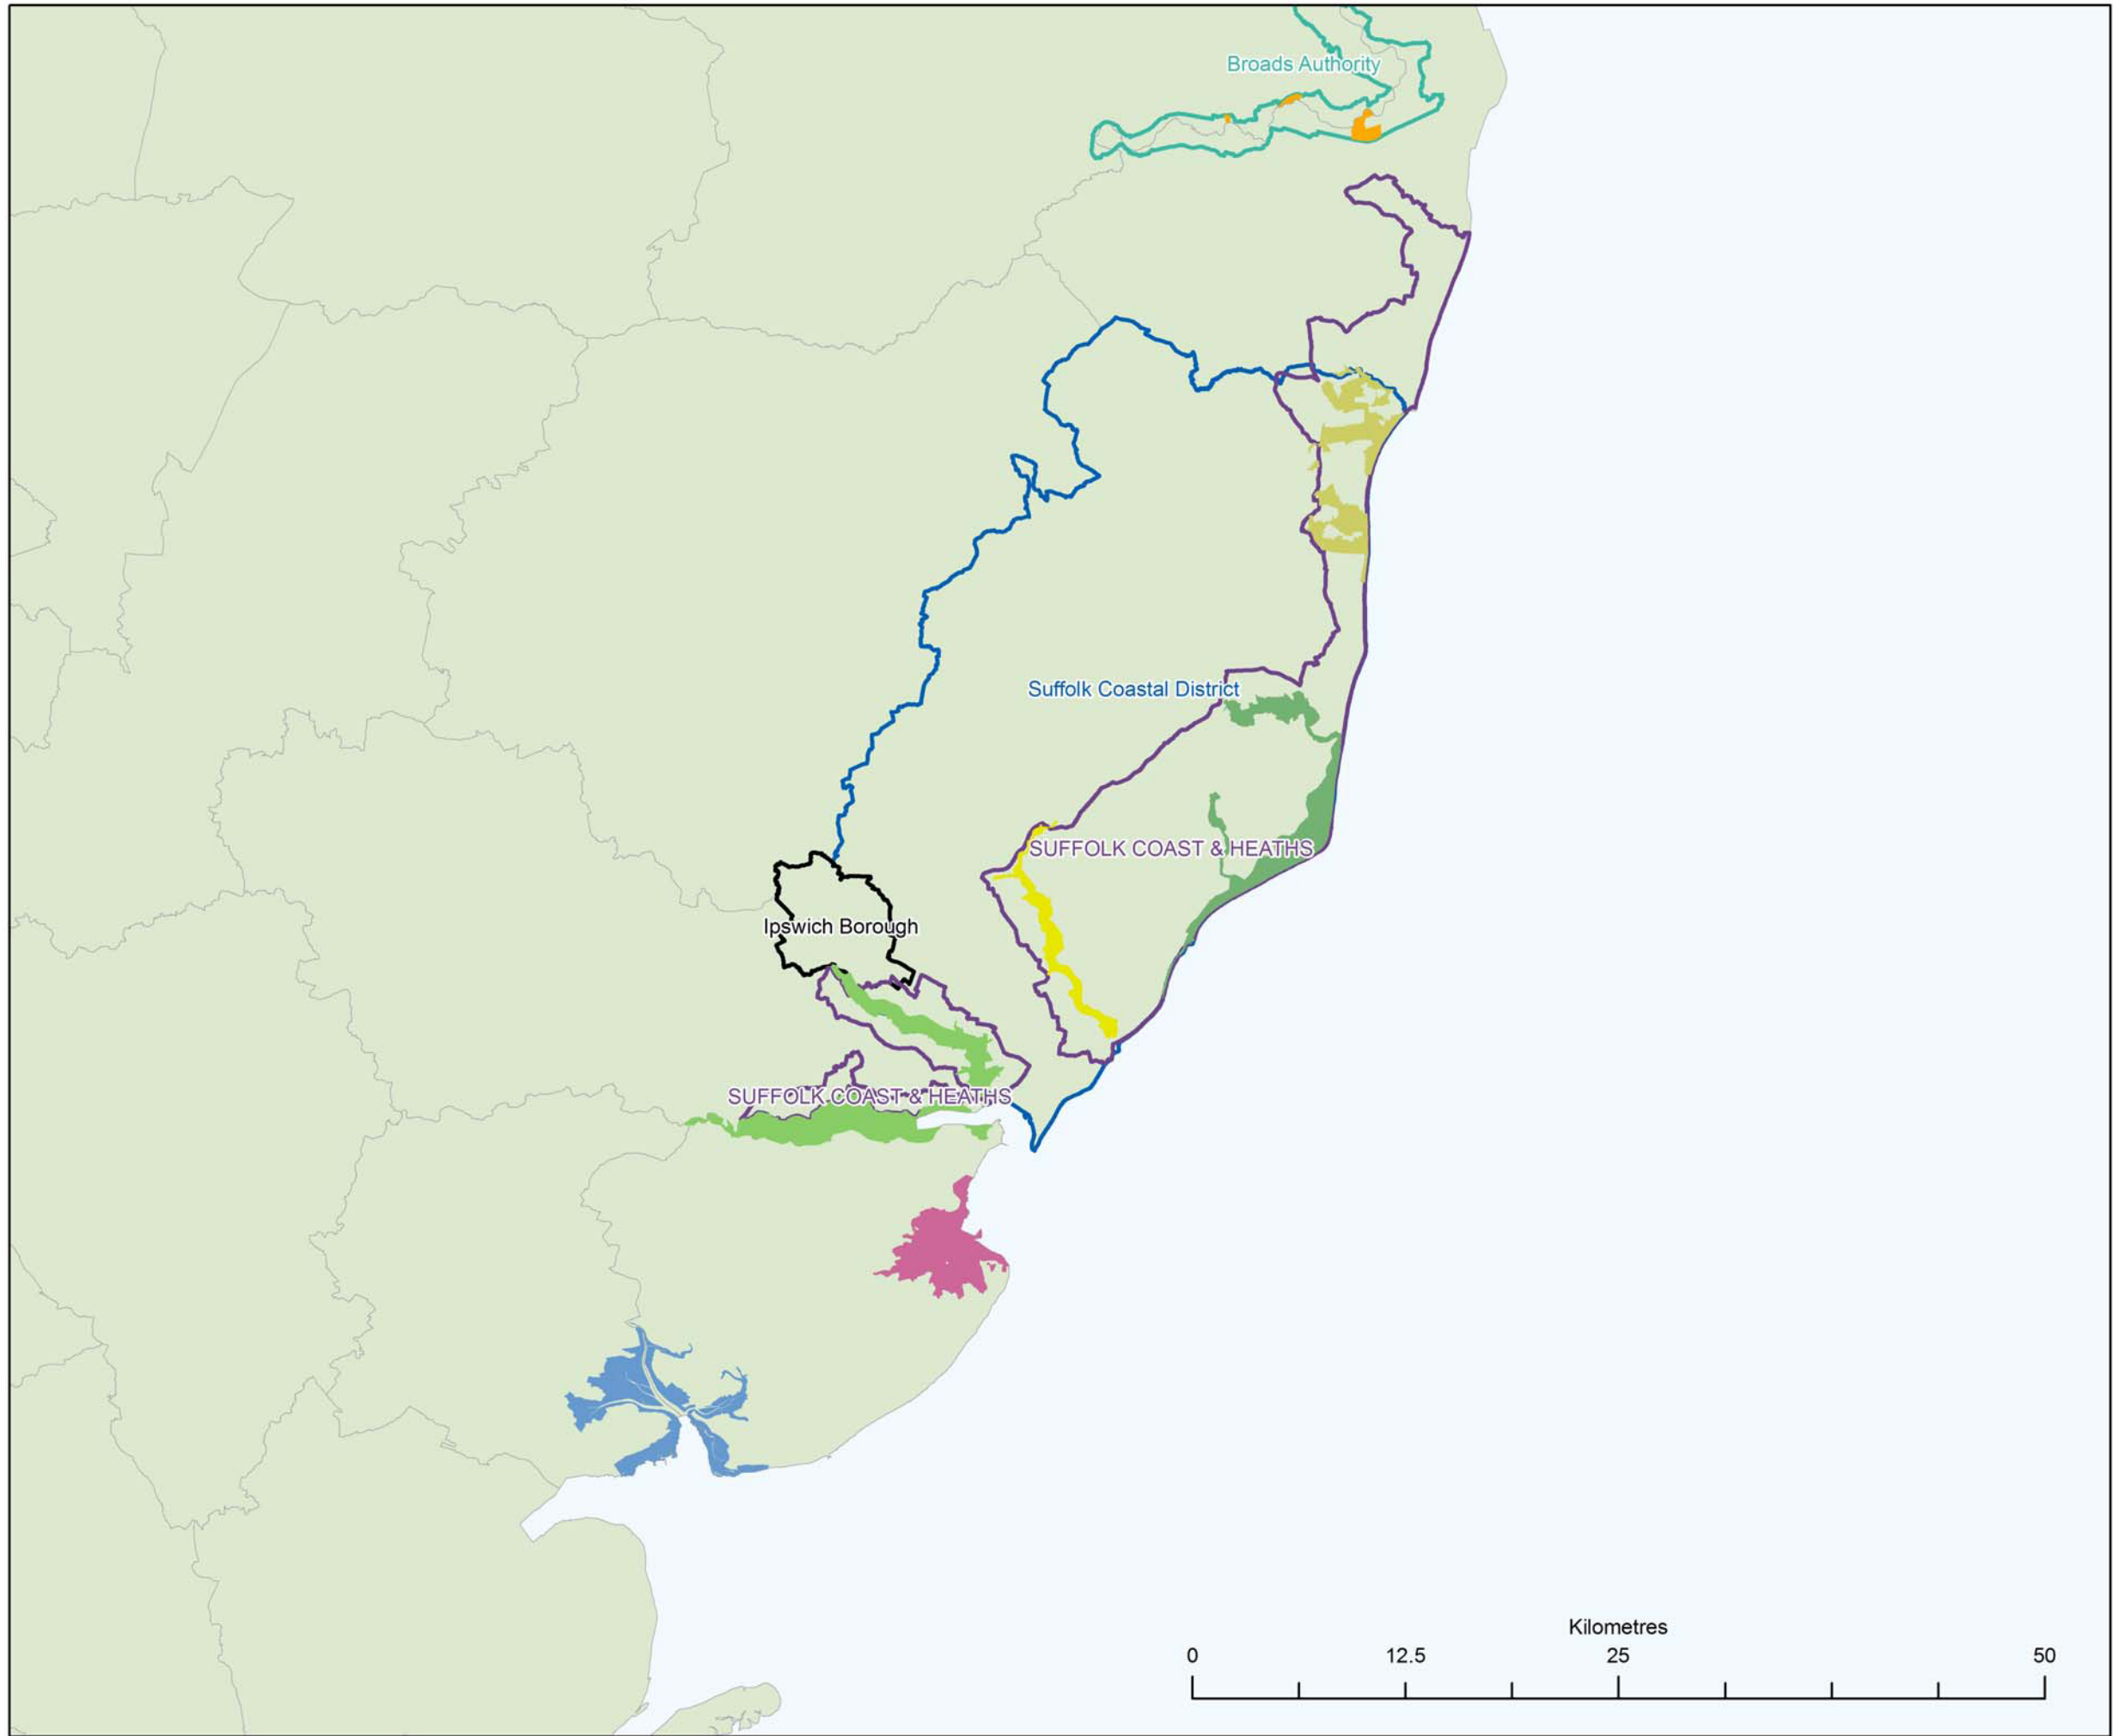 Broads Authority
Suffolk Coastal District
SUFFOLK COAST & HEATHS
Ipswich Borough
SUFFOLK COAST & HEATHS
Kilometres
0 12.5 25 50